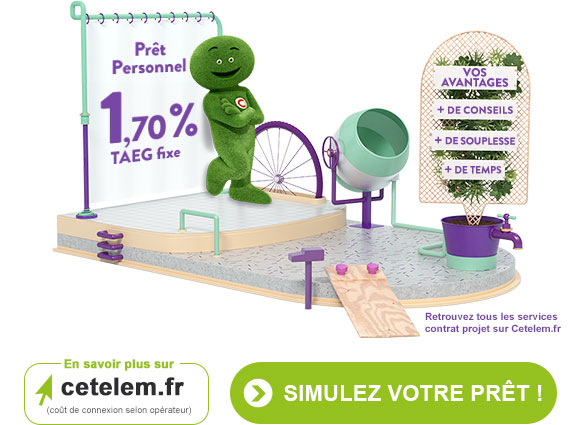 Prêt
Personnel
1,70 %
TAEG fixe
C
VOS
AVANTAGES
+ DE CONSEILS
+ DE SOUPLESSE
+ DE TEMPS
Retrouvez tous les services
contrat projet sur Cetelem.fr
En savoir plus sur
cetelem.fr
(coût de connexion selon opérateur)
SIMULEZ VOTRE PRÊT !